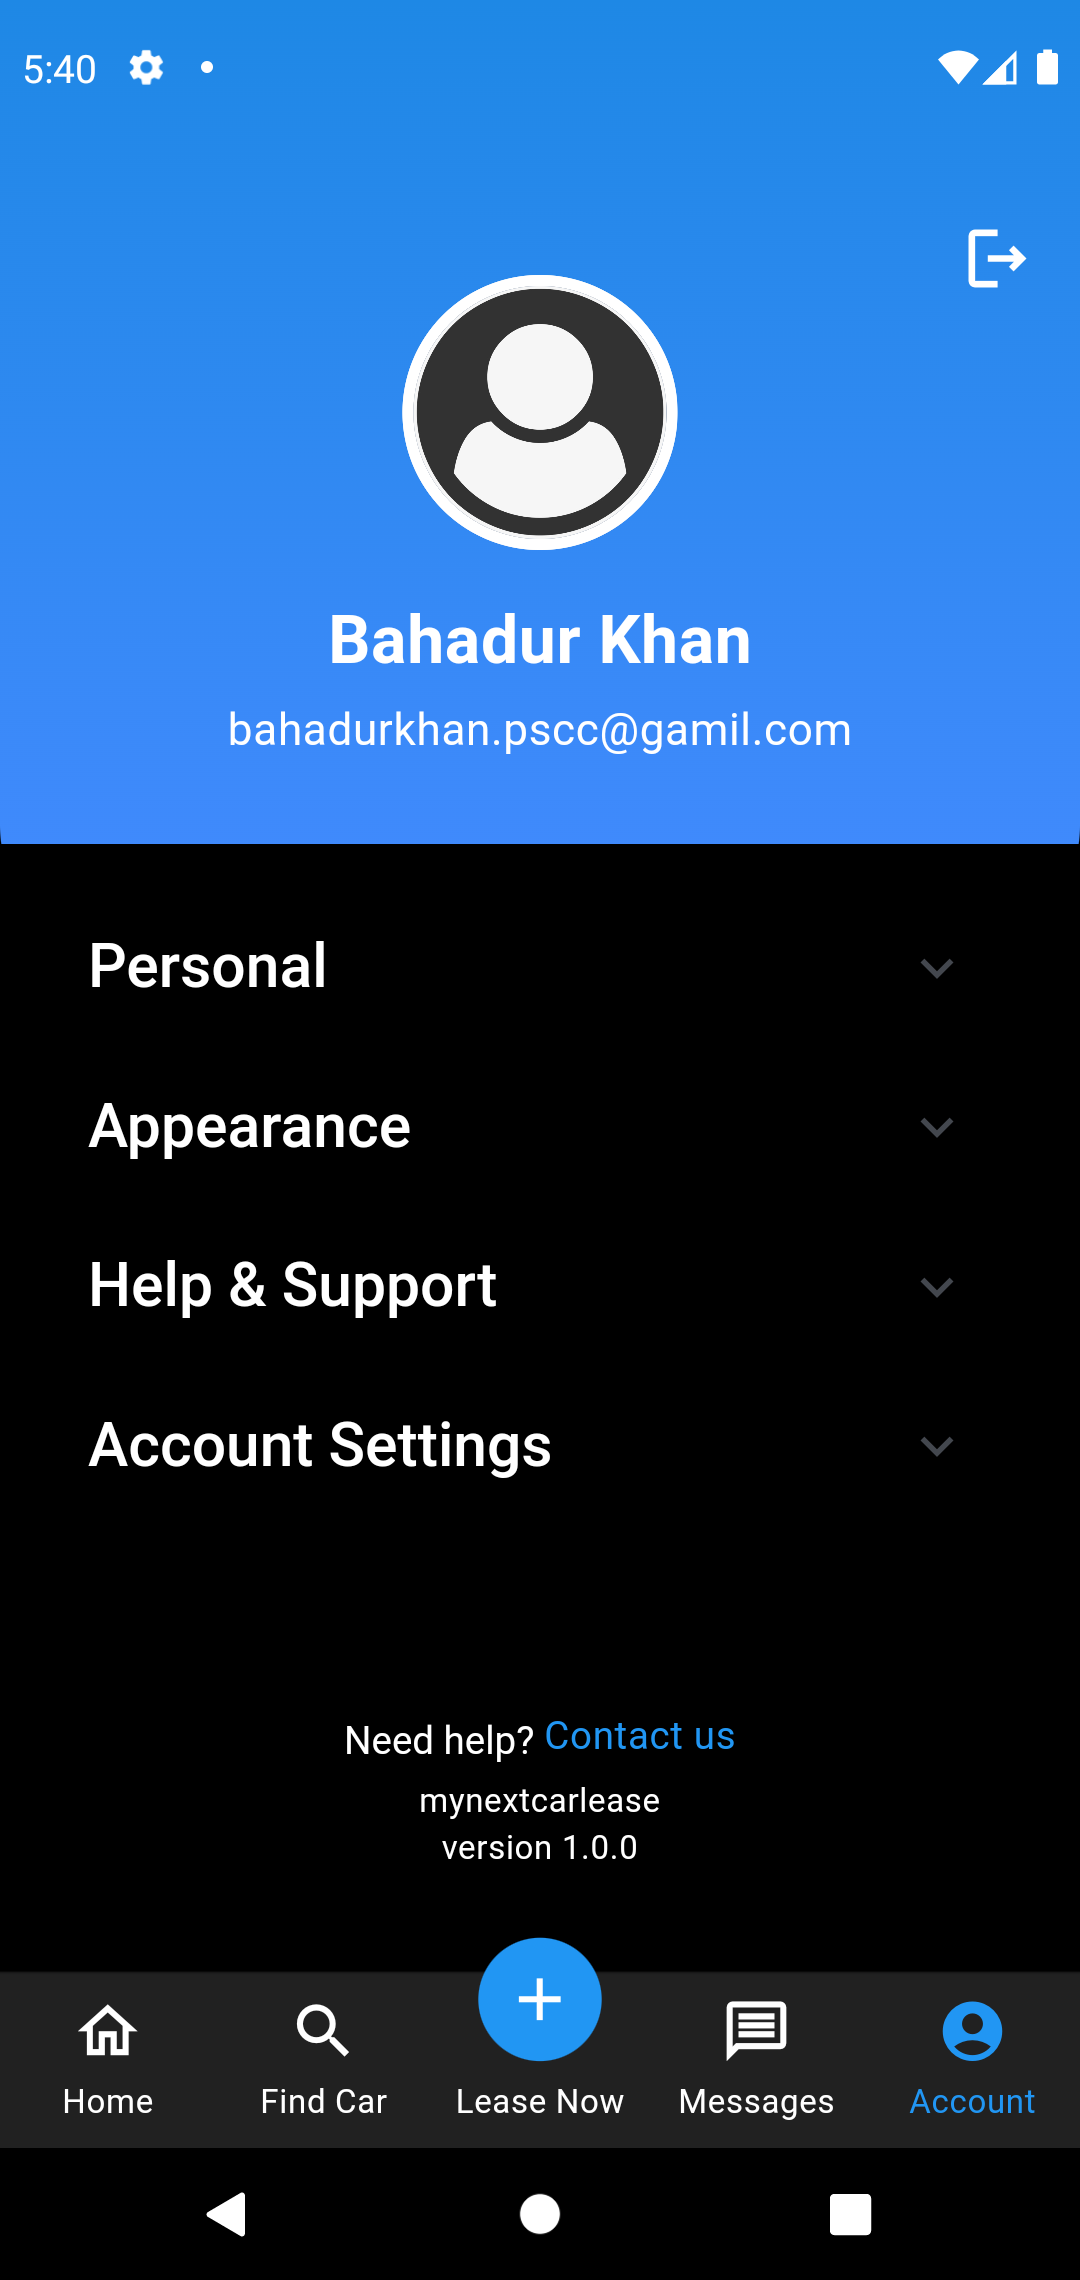 5:40
Bahadur Khan
bahadurkhan.pscc@gamil.com
Personal
Appearance
Help & Support
Account Settings
Need help? Contact us
mynextcarlease
version 1.0.0
Home
Find Car
Lease Now
Messages
Account